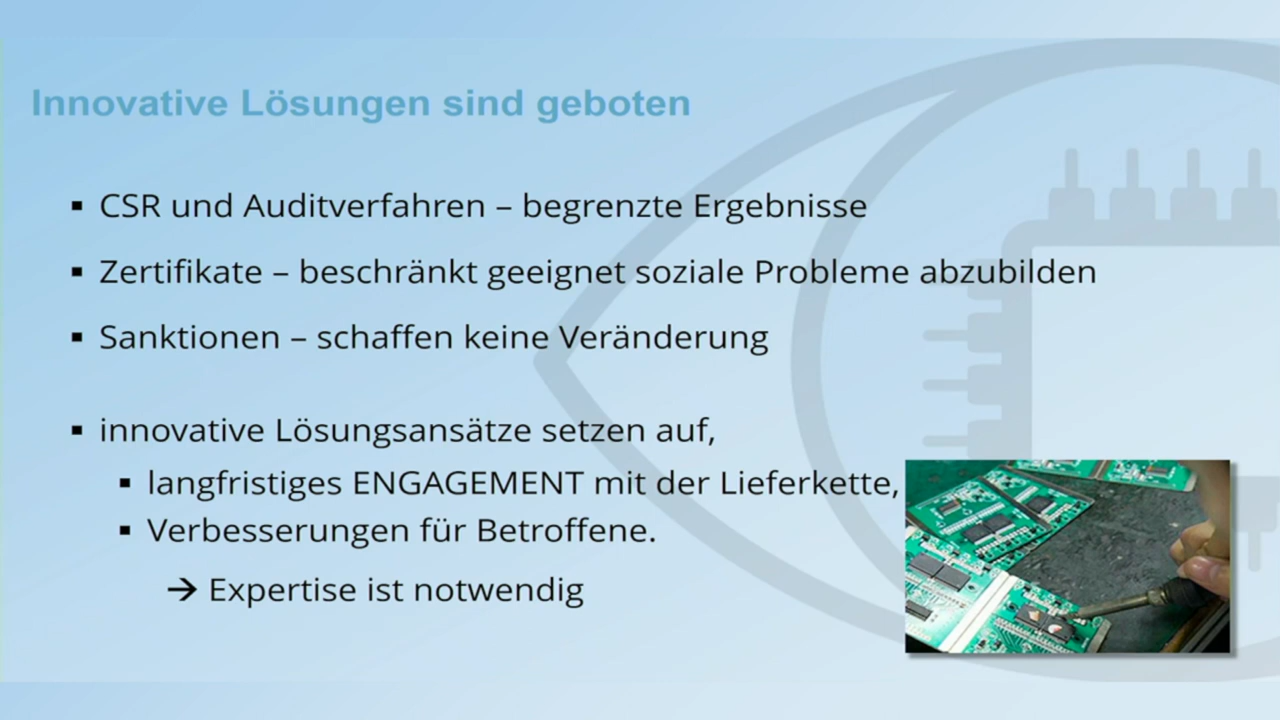 Innovative Lösungen sind geboten
▪ CSR und Auditverfahren – begrenzte Ergebnisse
▪ Zertifikate – beschränkt geeignet soziale Probleme abzubilden
▪ Sanktionen – schaffen keine Veränderung
▪ innovative Lösungsansätze setzen auf,
▪ langfristiges ENGAGEMENT mit der Lieferkette,
▪ Verbesserungen für Betroffene.
→ Expertise ist notwendig